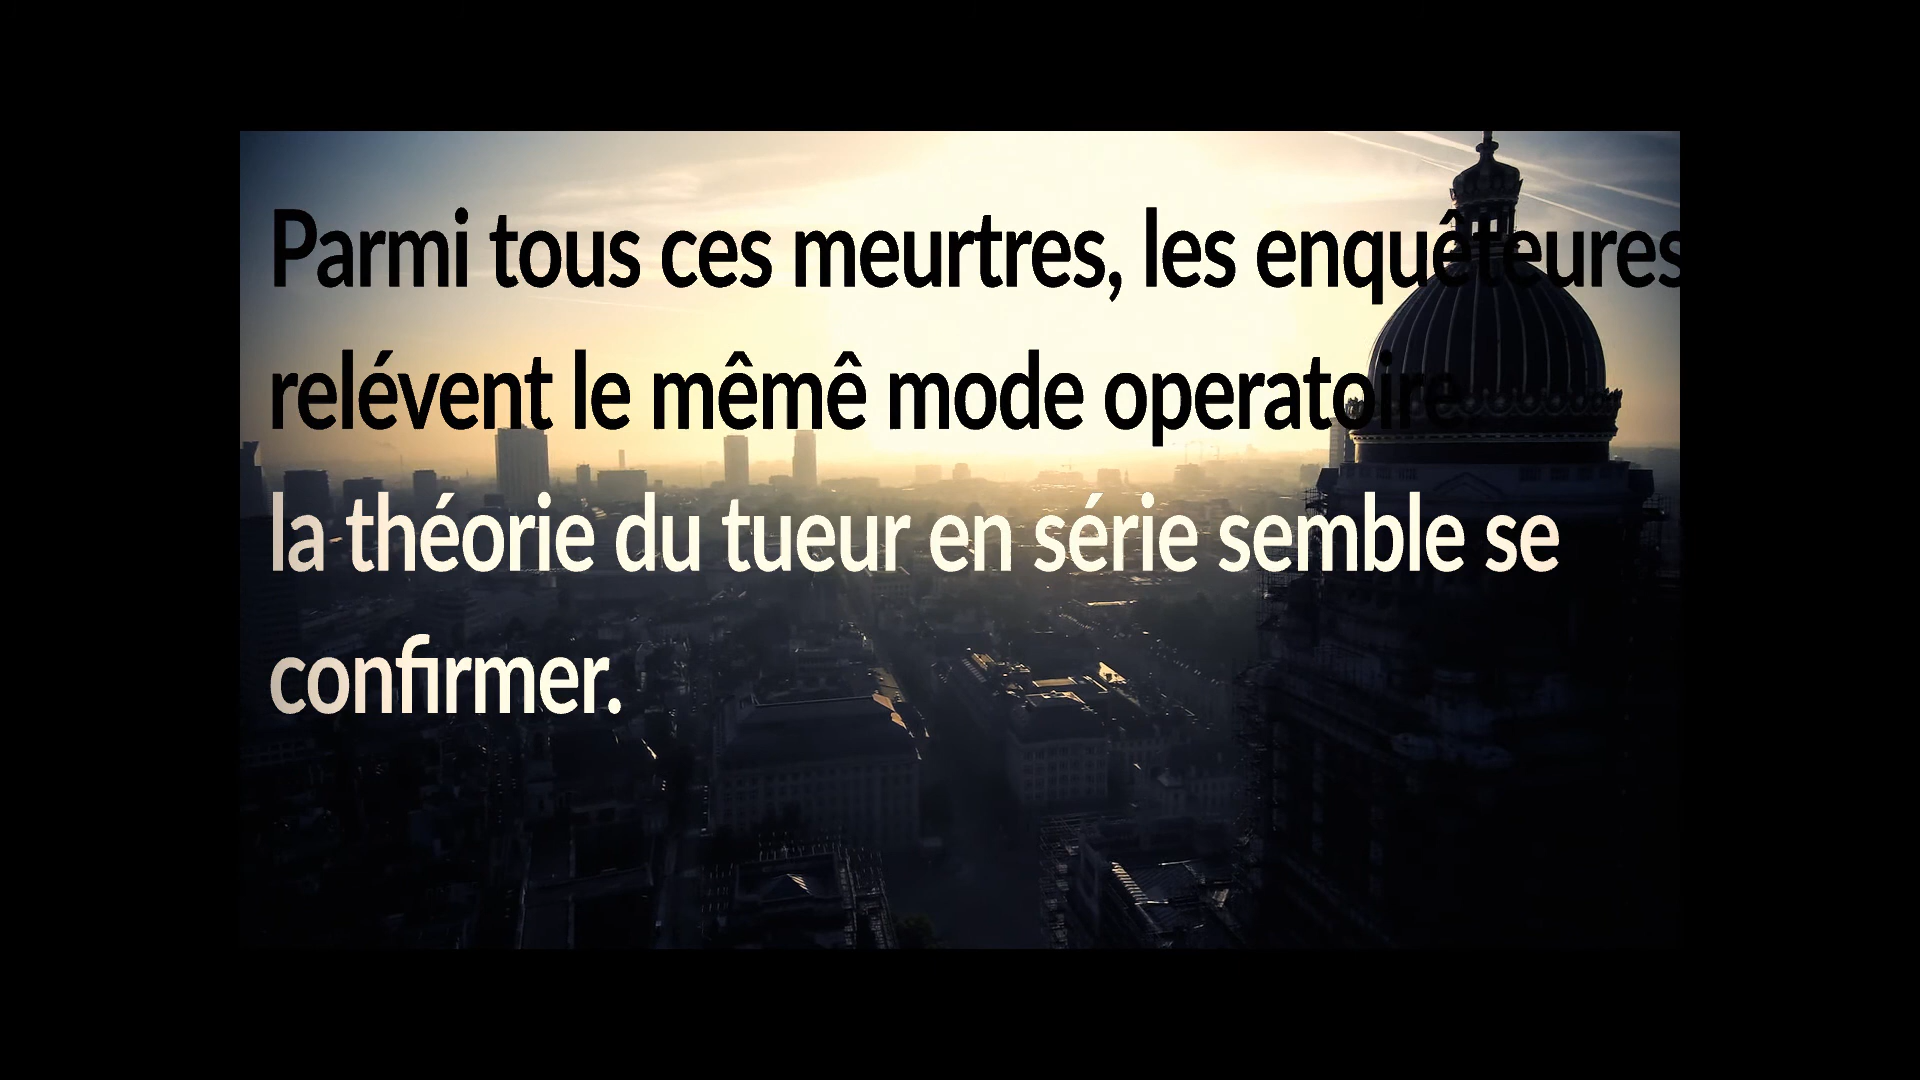 Parmi tous ces meurtres, les enquêteures
relévent le mêmê mode operatoire.
la théorie du tueur en série semble se
confirmer.